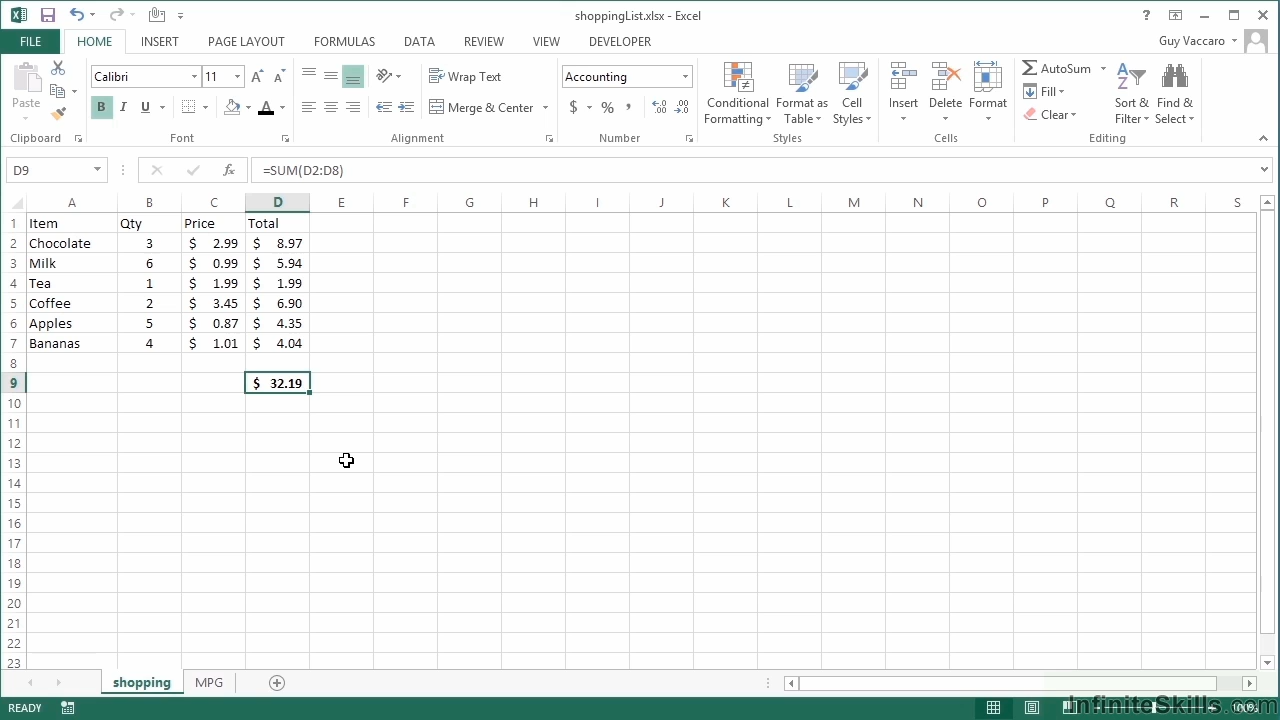 shoppingList.xlsx - Excel
?
FILE HOME INSERT PAGE LAYOUT FORMULAS DATA REVIEW VIEW DEVELOPER Guy Vaccaro
Paste
Calibri 11
B I U A
Wrap Text
Merge & Center
Accounting
$ % ,
Conditional Formatting
Format as Table
Cell Styles
Insert Delete Format
AutoSum
Fill
Clear
Sort & Filter
Find & Select
Clipboard Font Alignment Number Styles Cells Editing
D9 fx =SUM(D2:D8)
A B C D E F G H I J K L M N O P Q R S
1 Item Qty Price Total
2 Chocolate 3 $ 2.99 $ 8.97
3 Milk 6 $ 0.99 $ 5.94
4 Tea 1 $ 1.99 $ 1.99
5 Coffee 2 $ 3.45 $ 6.90
6 Apples 5 $ 0.87 $ 4.35
7 Bananas 4 $ 1.01 $ 4.04
8
9 $ 32.19
10
11
12
13
14
15
16
17
18
19
20
21
22
23
shopping MPG
READY 100%
InfiniteSkills.com